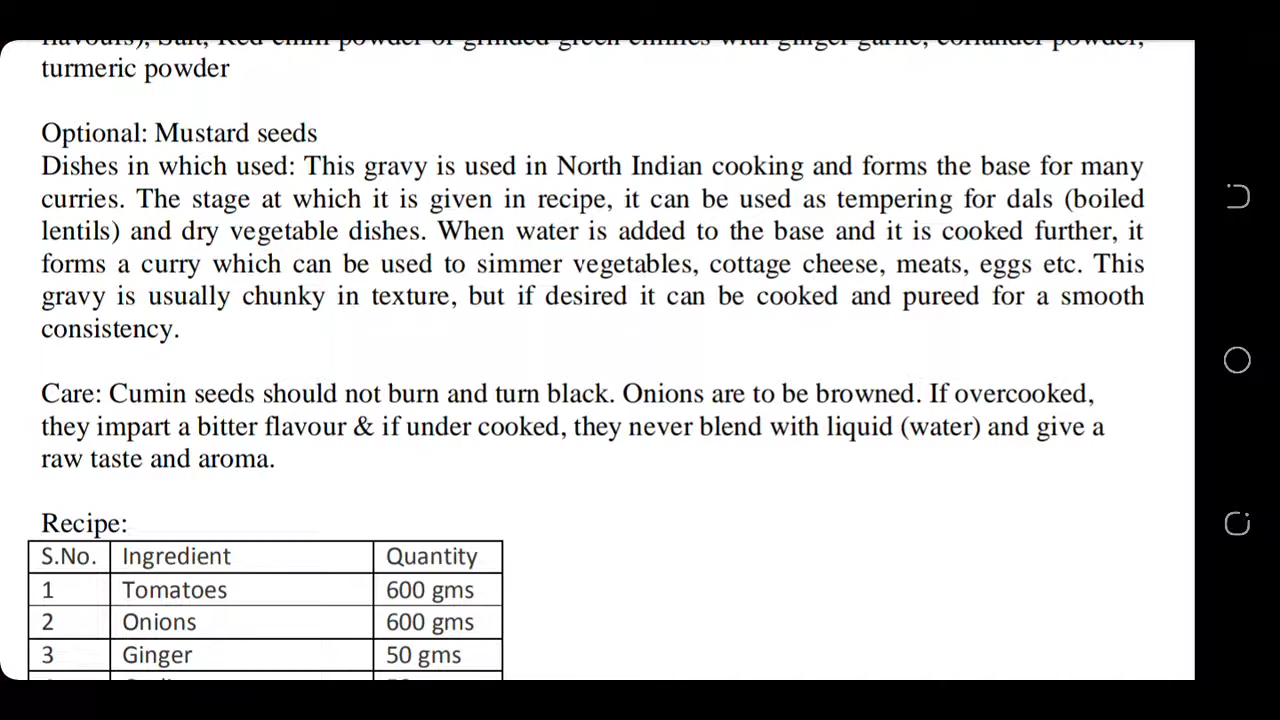 turmeric powder
Optional: Mustard seeds
Dishes in which used: This gravy is used in North Indian cooking and forms the base for many
curries. The stage at which it is given in recipe, it can be used as tempering for dals (boiled
lentils) and dry vegetable dishes. When water is added to the base and it is cooked further, it
forms a curry which can be used to simmer vegetables, cottage cheese, meats, eggs etc. This
gravy is usually chunky in texture, but if desired it can be cooked and pureed for a smooth
consistency.
Care: Cumin seeds should not burn and turn black. Onions are to be browned. If overcooked,
they impart a bitter flavour & if under cooked, they never blend with liquid (water) and give a
raw taste and aroma.
Recipe:
S.No. Ingredient Quantity
1 Tomatoes 600 gms
2 Onions 600 gms
3 Ginger 50 gms